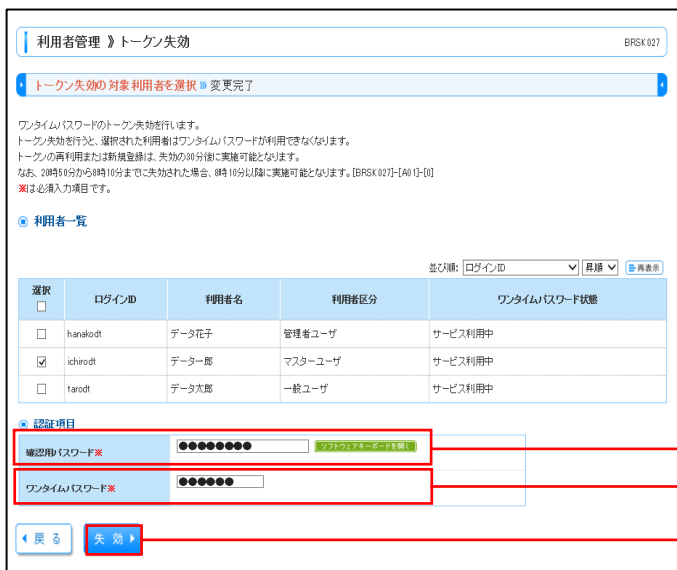 利用者管理 》トークン失効 BRSK027
トークン失効の対象利用者を選択 》 変更完了
ワンタイムパスワードのトークン失効を行います。
トークン失効を行うと、選択された利用者はワンタイムパスワードが利用できなくなります。
トークンの再利用または新規登録は、失効の30分後に実施可能となります。
なお、20時50分から8時10分までに失効された場合、8時10分以降に実施可能となります。[BRSK027]-[A01]-[0]
※は必須入力項目です。
利用者一覧
並び順: ログインID 昇順 再表示
選択 ログインID 利用者名 利用者区分 ワンタイムパスワード状態
hanakodt データ花子 管理者ユーザ サービス利用中
ichirodt データ一郎 マスターユーザ サービス利用中
tarodt データ太郎 一般ユーザ サービス利用中
認証項目
確認用パスワード※ ●●●●●●●● ソフトウェアキーボードを開く
ワンタイムパスワード※ ●●●●●●
戻る 失効